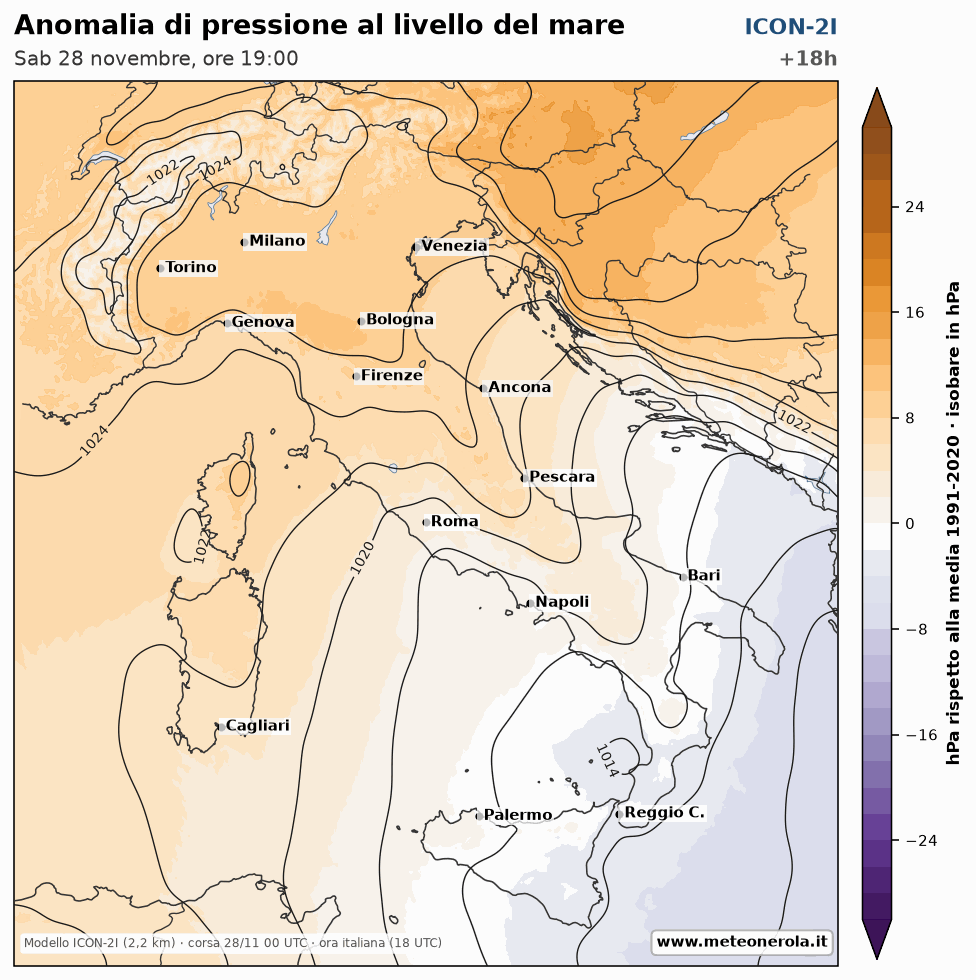 Anomalia di pressione al livello del mare
ICON-2I
Sab 28 novembre, ore 19:00
+18h
1022
1024
Milano
Venezia
Torino
Genova
Bologna
Firenze
Ancona
1022
1024
Pescara
Roma
1022
1020
Bari
Napoli
Cagliari
1014
Palermo
Reggio C.
Modello ICON-2I (2,2 km) · corsa 28/11 00 UTC · ora italiana (18 UTC)
www.meteonerola.it
24
16
8
0
−8
−16
−24
hPa rispetto alla media 1991-2020 · isobare in hPa